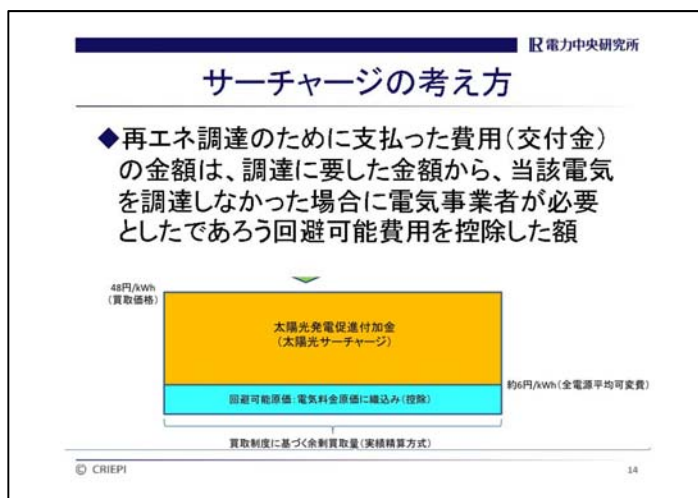 電力中央研究所
サーチャージの考え方
◆再エネ調達のために支払った費用(交付金)
の金額は、調達に要した金額から、当該電気
を調達しなかった場合に電気事業者が必要
としたであろう回避可能費用を控除した額
48円/kWh
(買取価格)
太陽光発電促進付加金
(太陽光サーチャージ)
約6円/kWh(全電源平均可変費)
回避可能原価:電気料金原価に織込み(控除)
買取制度に基づく余剰買取量(実績精算方式)
© CRIEPI
14